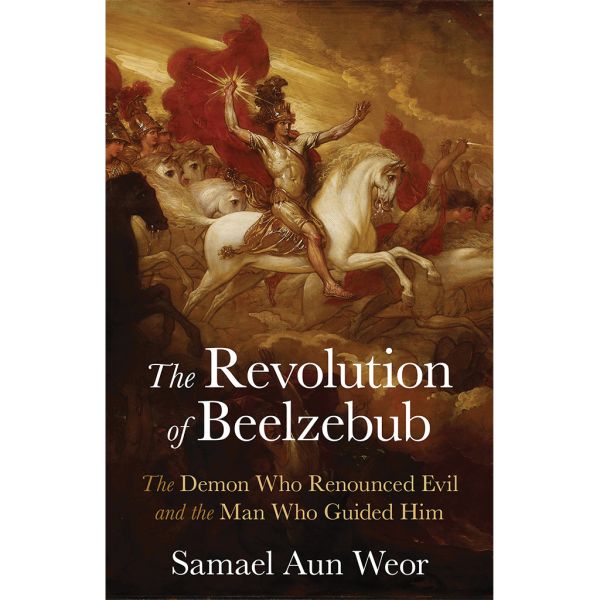 The Revolution
of Beelzebub
The Demon Who Renounced Evil
and the Man Who Guided Him
Samael Aun Weor